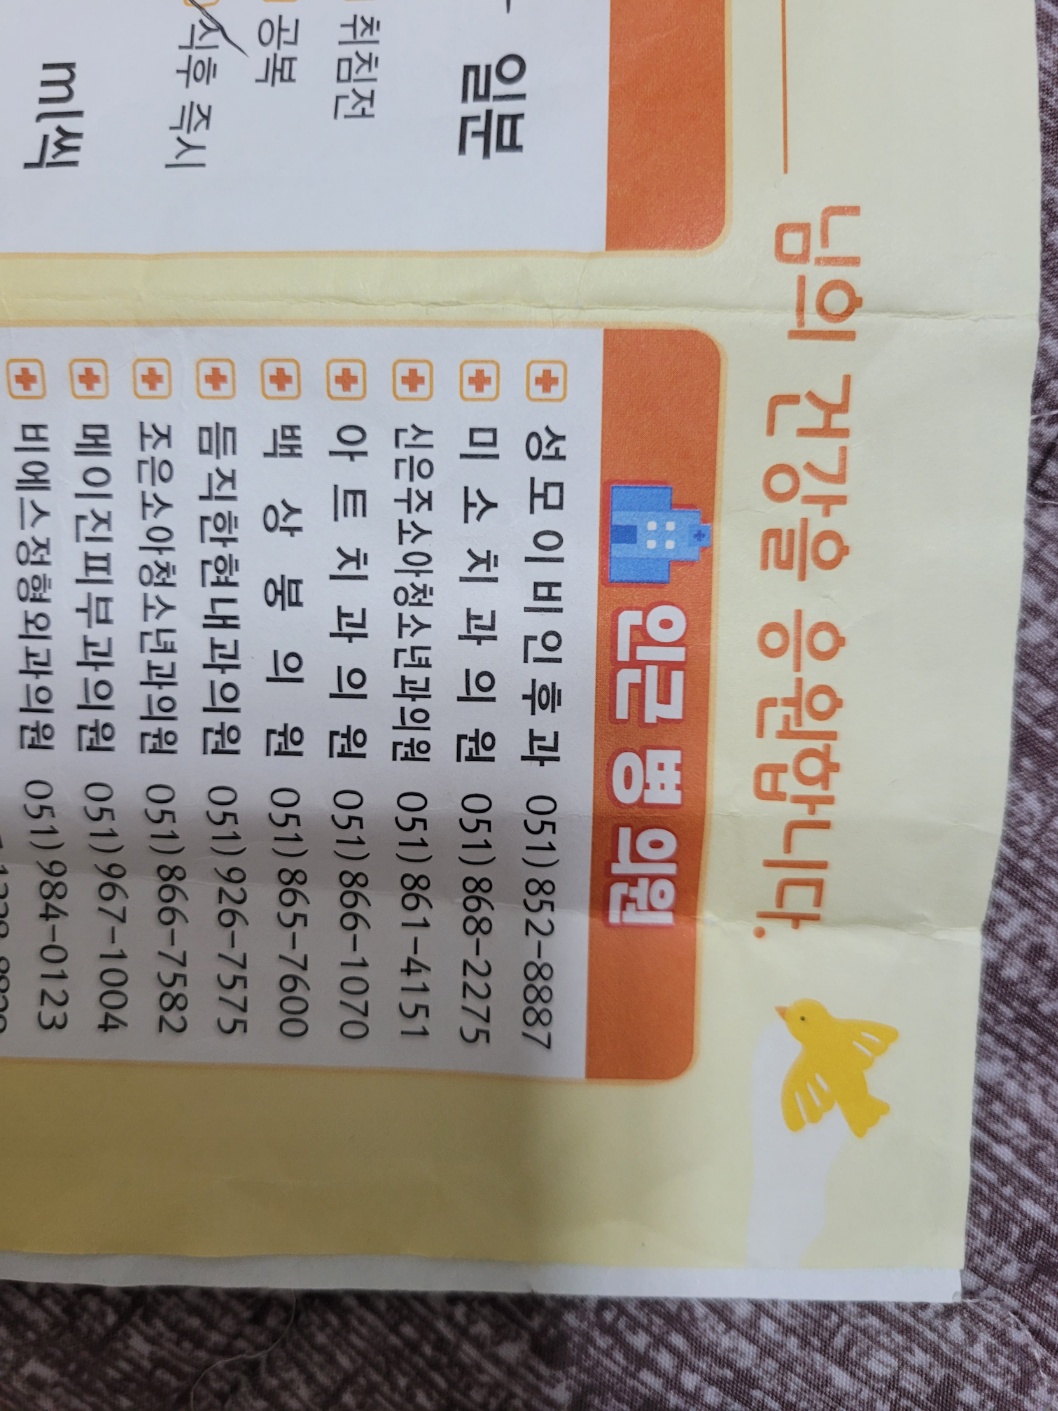 님의 건강을 응원합니다.
일분
취침전
공복
식후 즉시
ml씩
인근 병의원
성모이비인후과 051)852-8887
미소치과의원 051)868-2275
신은주소아청소년과의원 051)861-4151
아트치과의원 051)866-1070
백상붕의원 051)865-7600
듬직한현내과의원 051)926-7575
조은소아청소년과의원 051)866-7582
메이진피부과의원 051)967-1004
비에스정형외과의원 051)984-0123